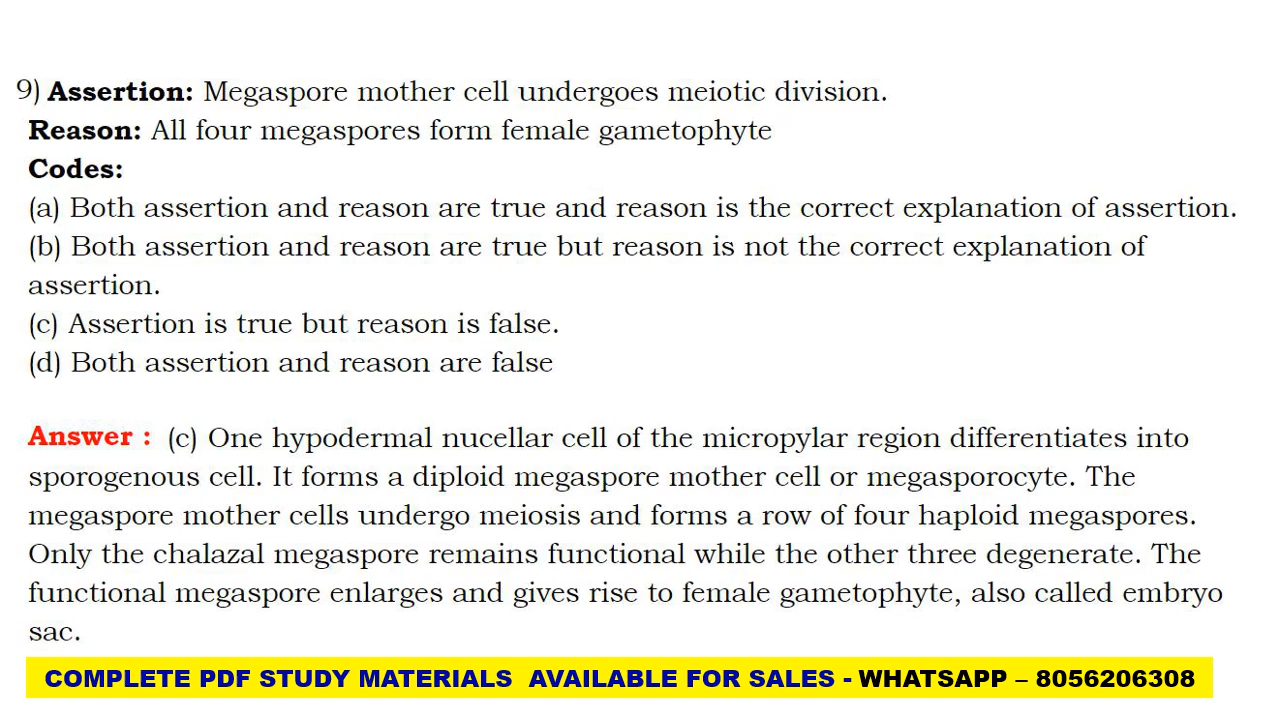 9) Assertion: Megaspore mother cell undergoes meiotic division.
Reason: All four megaspores form female gametophyte
Codes:
(a) Both assertion and reason are true and reason is the correct explanation of assertion.
(b) Both assertion and reason are true but reason is not the correct explanation of
assertion.
(c) Assertion is true but reason is false.
(d) Both assertion and reason are false
Answer : (c) One hypodermal nucellar cell of the micropylar region differentiates into
sporogenous cell. It forms a diploid megaspore mother cell or megasporocyte. The
megaspore mother cells undergo meiosis and forms a row of four haploid megaspores.
Only the chalazal megaspore remains functional while the other three degenerate. The
functional megaspore enlarges and gives rise to female gametophyte, also called embryo
sac.
COMPLETE PDF STUDY MATERIALS AVAILABLE FOR SALES - WHATSAPP – 8056206308